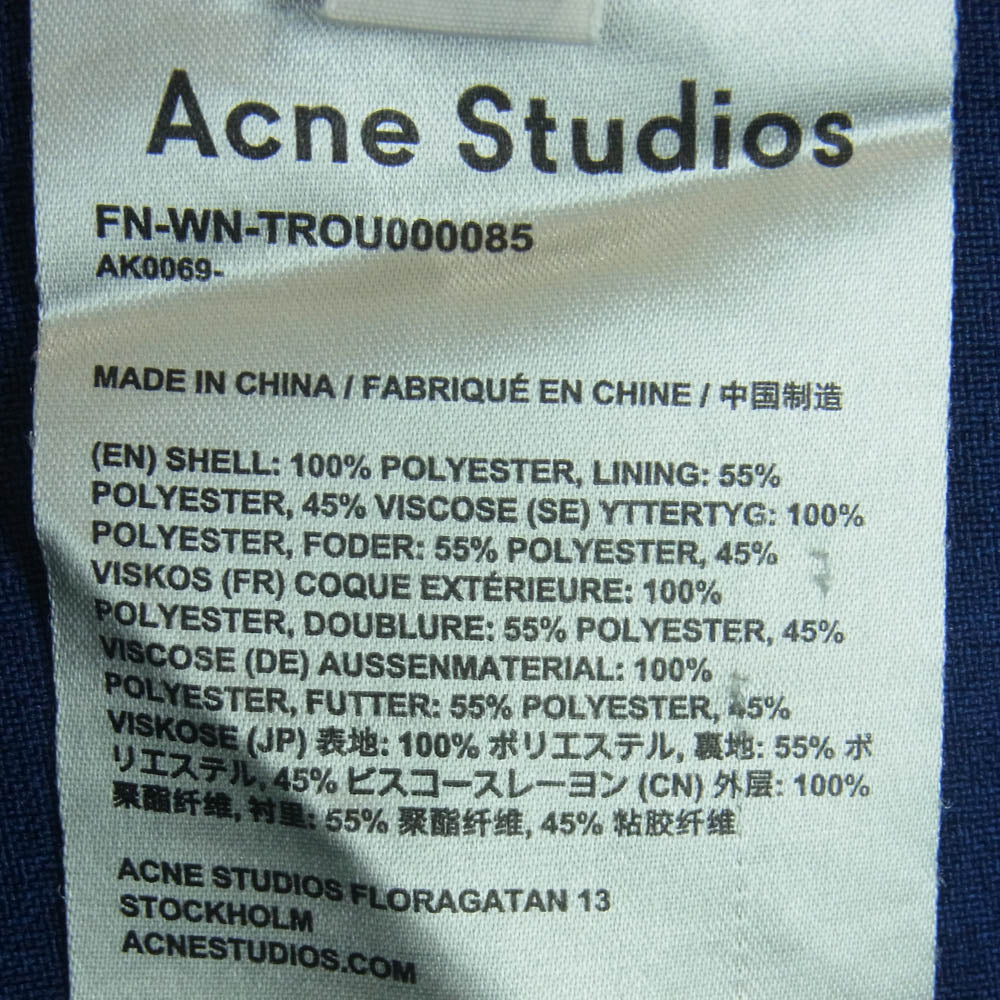 Acne Studios
FN-WN-TROU000085
AK0069-
MADE IN CHINA / FABRIQUÉ EN CHINE / 中国制造
(EN) SHELL: 100% POLYESTER, LINING: 55%
POLYESTER, 45% VISCOSE (SE) YTTERTYG: 100%
POLYESTER, FODER: 55% POLYESTER, 45%
VISKOS (FR) COQUE EXTÉRIEURE: 100%
POLYESTER, DOUBLURE: 55% POLYESTER, 45%
VISCOSE (DE) AUSSENMATERIAL: 100%
POLYESTER, FUTTER: 55% POLYESTER, 45%
VISKOSE (JP) 表地: 100% ポリエステル, 裏地: 55% ポ
リエステル, 45% ビスコースレーヨン (CN) 外层: 100%
聚酯纤维, 衬里: 55% 聚酯纤维, 45% 粘胶纤维
ACNE STUDIOS FLORAGATAN 13
STOCKHOLM
ACNESTUDIOS.COM